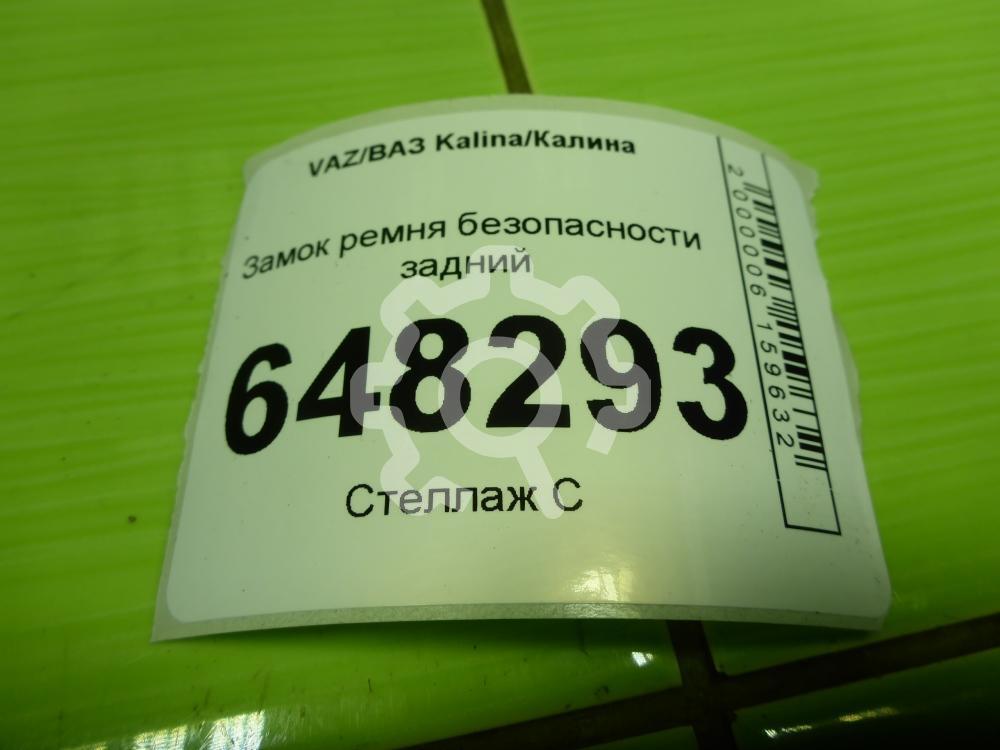 VAZ/ВАЗ Kalina/Калина
Замок ремня безопасности
задний
648293
Стеллаж С
2000006159632